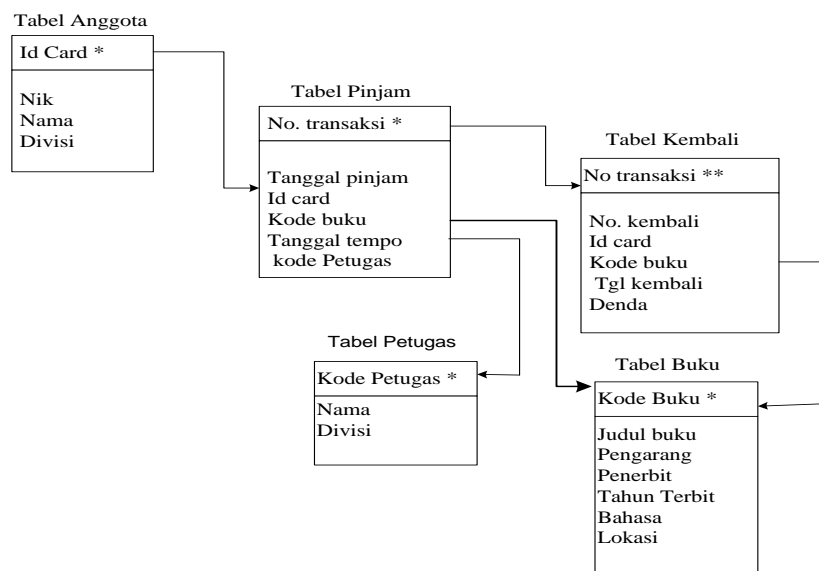 Tabel Anggota
Id Card *
Nik
Nama
Divisi
Tabel Pinjam
No. transaksi *
Tanggal pinjam
Id card
Kode buku
Tanggal tempo
kode Petugas
Tabel Kembali
No transaksi **
No. kembali
Id card
Kode buku
Tgl kembali
Denda
Tabel Petugas
Kode Petugas *
Nama
Divisi
Tabel Buku
Kode Buku *
Judul buku
Pengarang
Penerbit
Tahun Terbit
Bahasa
Lokasi